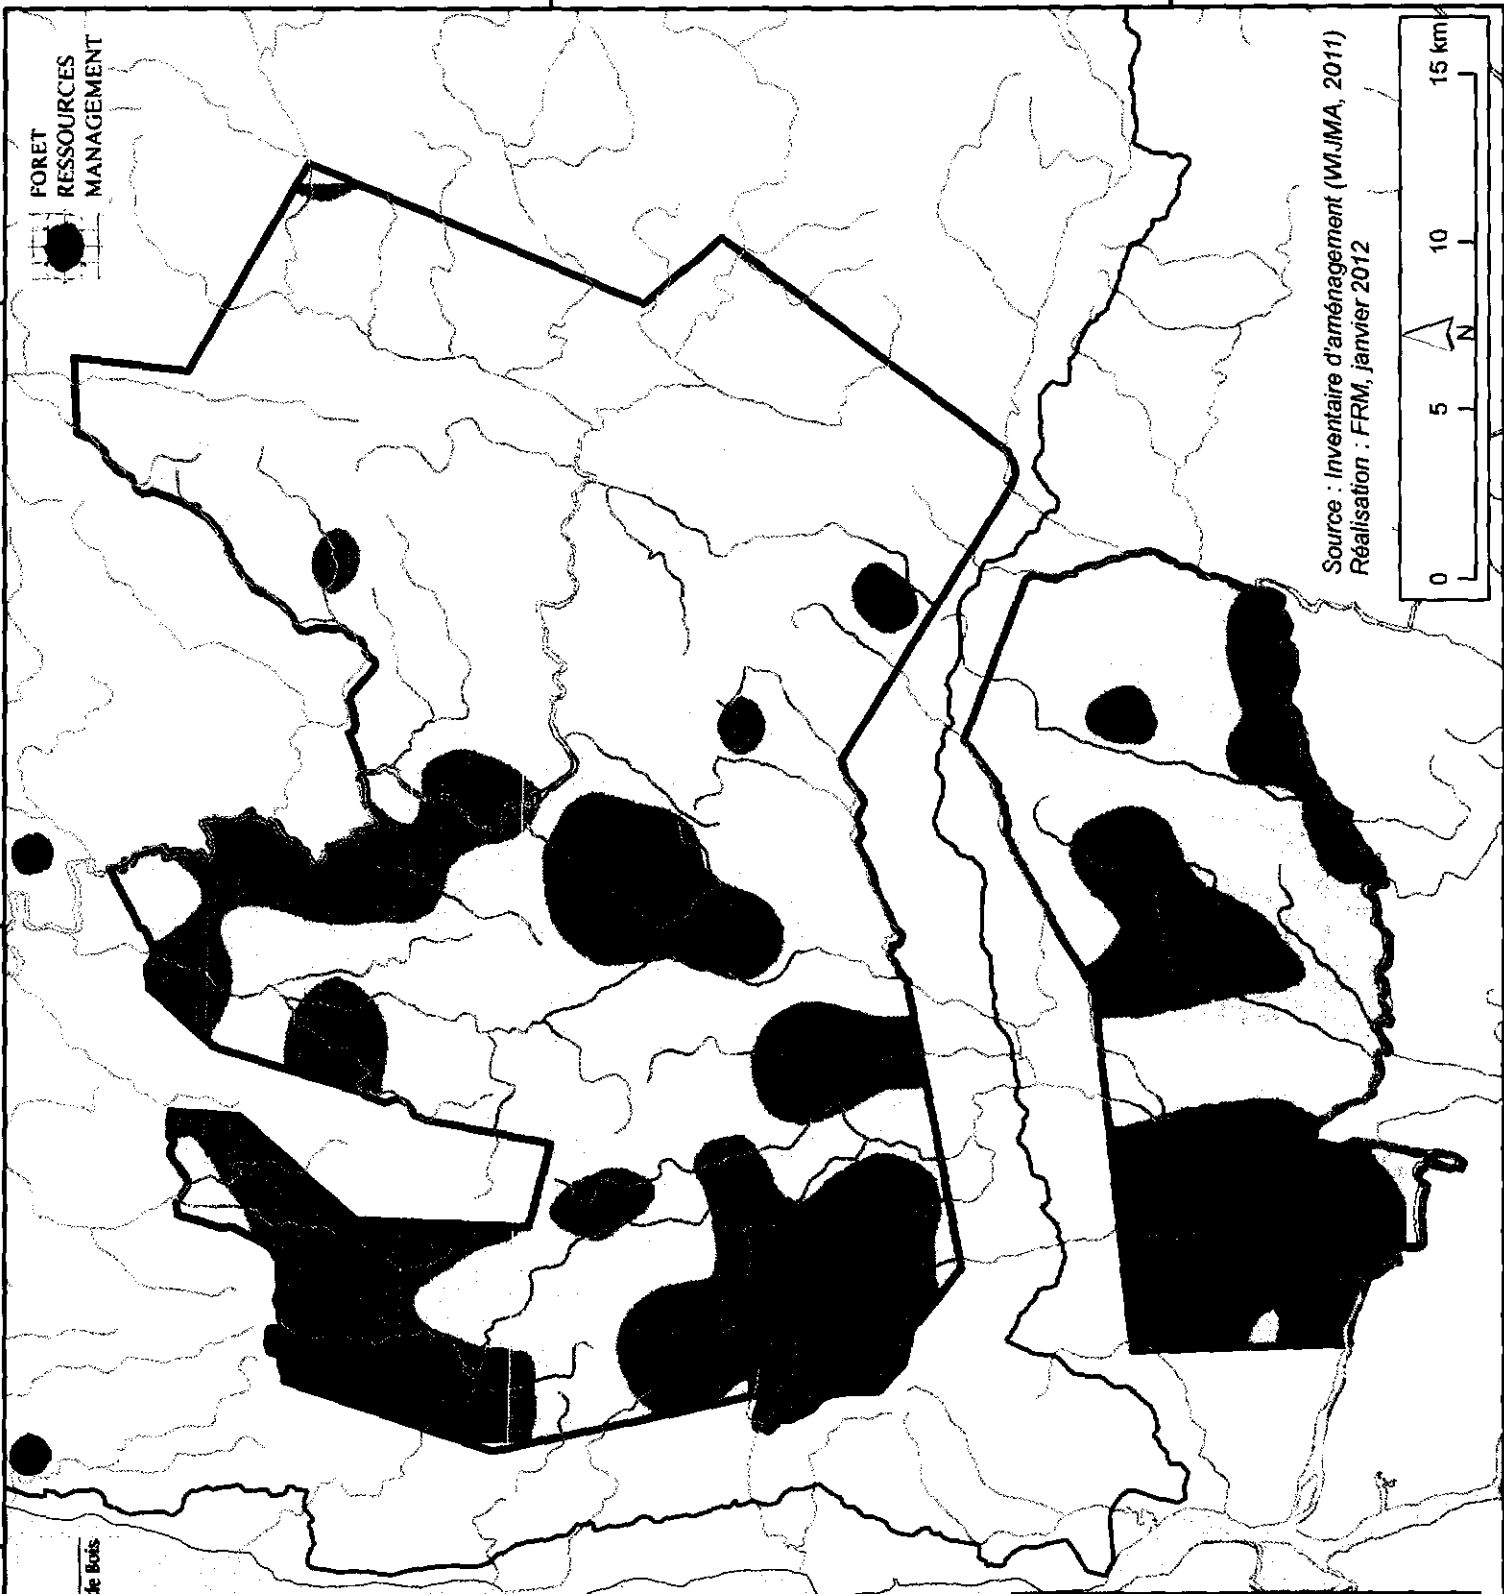 FORET
RESSOURCES
MANAGEMENT
Source : Inventaire d'aménagement (WIJMA, 2011)
Réalisation : FRM, janvier 2012
0 5 10 15 km
N
de Bois